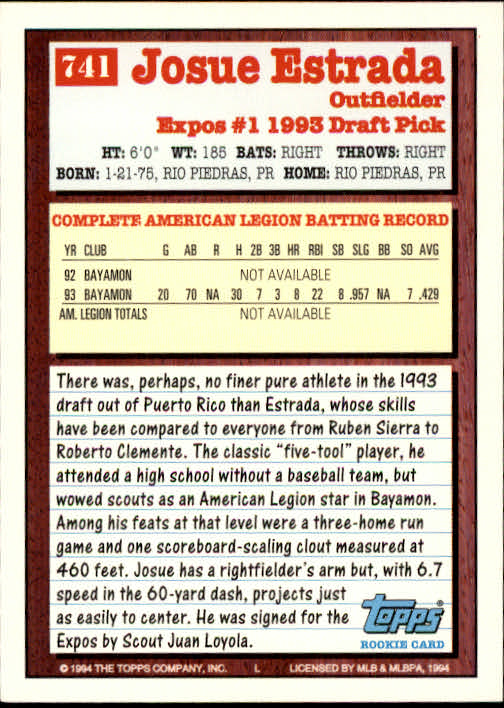 741 Josue Estrada
Outfielder
Expos #1 1993 Draft Pick
HT: 6'0" WT: 185 BATS: RIGHT THROWS: RIGHT
BORN: 1-21-75, RIO PIEDRAS, PR HOME: RIO PIEDRAS, PR
COMPLETE AMERICAN LEGION BATTING RECORD
YR CLUB G AB R H 2B 3B HR RBI SB SLG BB SO AVG
92 BAYAMON NOT AVAILABLE
93 BAYAMON 20 70 NA 30 7 3 8 22 8 .957 NA 7 .429
AM. LEGION TOTALS NOT AVAILABLE
There was, perhaps, no finer pure athlete in the 1993
draft out of Puerto Rico than Estrada, whose skills
have been compared to everyone from Ruben Sierra to
Roberto Clemente. The classic "five-tool" player, he
attended a high school without a baseball team, but
wowed scouts as an American Legion star in Bayamon.
Among his feats at that level were a three-home run
game and one scoreboard-scaling clout measured at
460 feet. Josue has a rightfielder's arm but, with 6.7
speed in the 60-yard dash, projects just
as easily to center. He was signed for the
Expos by Scout Juan Loyola.
Topps
ROOKIE CARD
© 1994 THE TOPPS COMPANY, INC. L LICENSED BY MLB & MLBPA, 1994